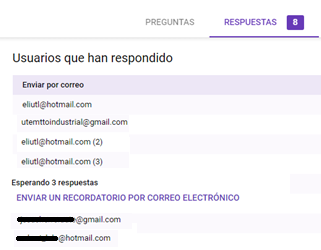 PREGUNTAS RESPUESTAS 8
Usuarios que han respondido
Enviar por correo
eliutl@hotmail.com
utemttoindustrial@gmail.com
eliutl@hotmail.com (2)
eliutl@hotmail.com (3)
Esperando 3 respuestas
ENVIAR UN RECORDATORIO POR CORREO ELECTRÓNICO
@gmail.com
@hotmail.com